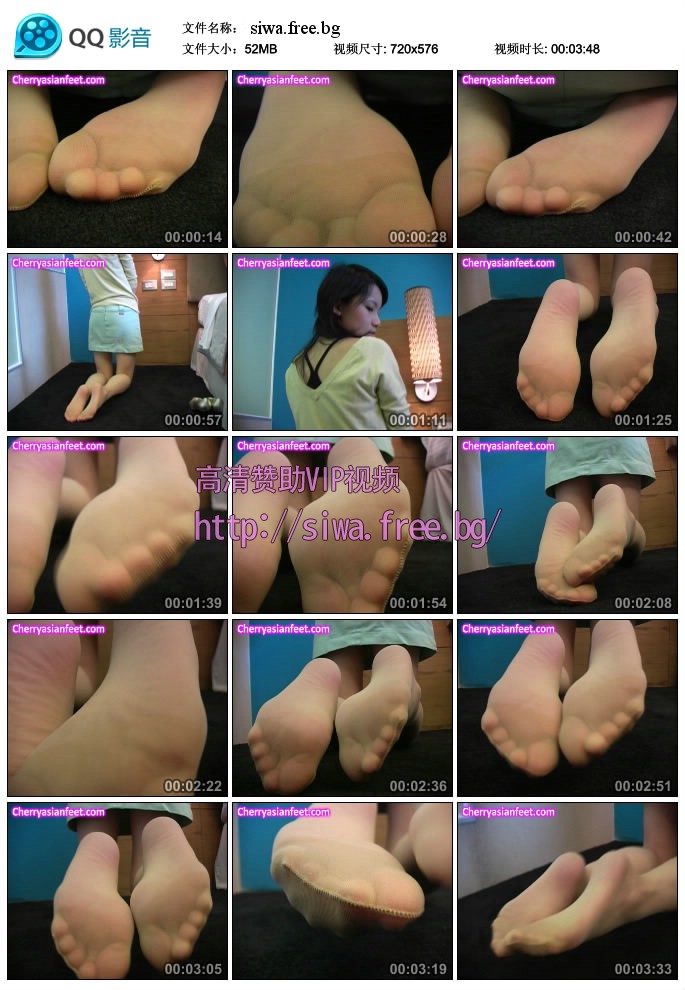 QQ影音
文件名称： siwa.free.bg
文件大小：52MB 视频尺寸: 720x576 视频时长: 00:03:48
Cherryasianfeet.com Cherryasianfeet.com Cherryasianfeet.com
00:00:14 00:00:28 00:00:42
Cherryasianfeet.com Cherryasianfeet.com Cherryasianfeet.com
00:00:57 00:01:11 00:01:25
Cherryasianfeet.com Cherryasianfeet.com Cherryasianfeet.com
高清赞助VIP视频
http://siwa.free.bg/
00:01:39 00:01:54 00:02:08
Cherryasianfeet.com Cherryasianfeet.com Cherryasianfeet.com
00:02:22 00:02:36 00:02:51
Cherryasianfeet.com Cherryasianfeet.com Cherryasianfeet.com
00:03:05 00:03:19 00:03:33